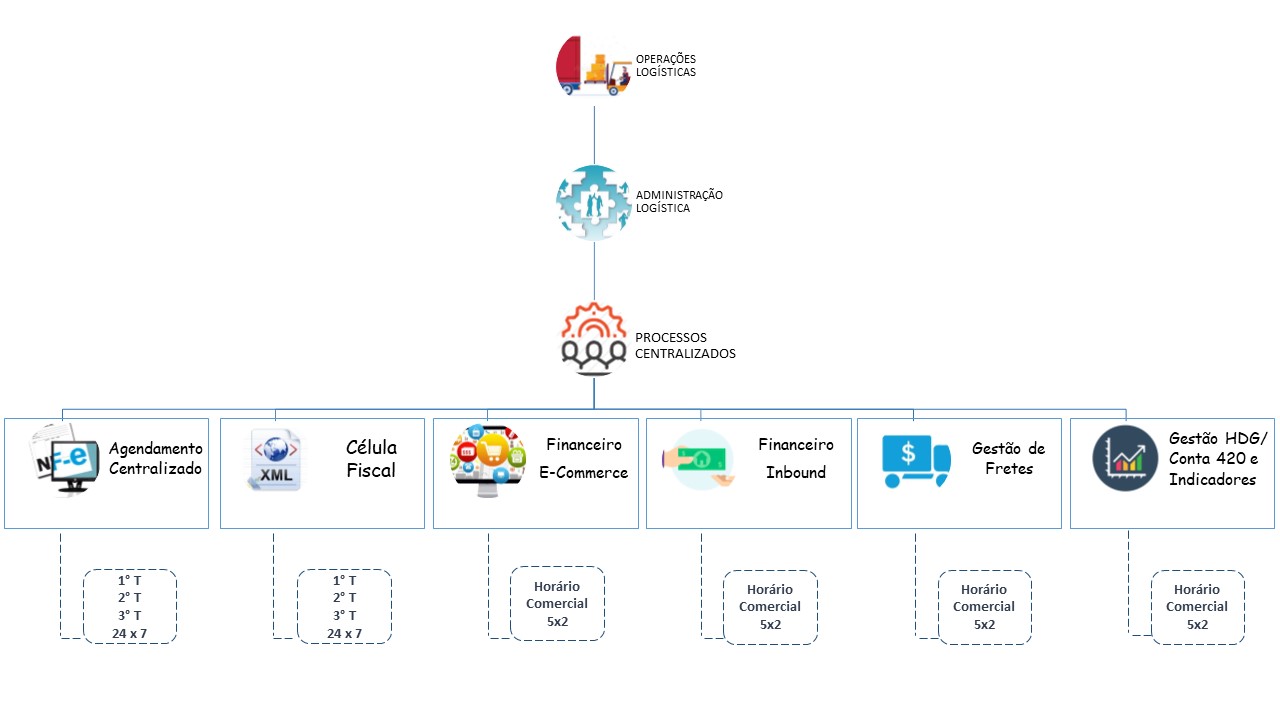 OPERAÇÕES
LOGÍSTICAS
ADMINISTRAÇÃO
LOGÍSTICA
PROCESSOS
CENTRALIZADOS
NF-e
Agendamento
Centralizado
XML
Célula
Fiscal
Financeiro
E-Commerce
Financeiro
Inbound
$
Gestão de
Fretes
Gestão HDG/
Conta 420 e
Indicadores
1° T
2° T
3° T
24 x 7
1° T
2° T
3° T
24 x 7
Horário
Comercial
5x2
Horário
Comercial
5x2
Horário
Comercial
5x2
Horário
Comercial
5x2